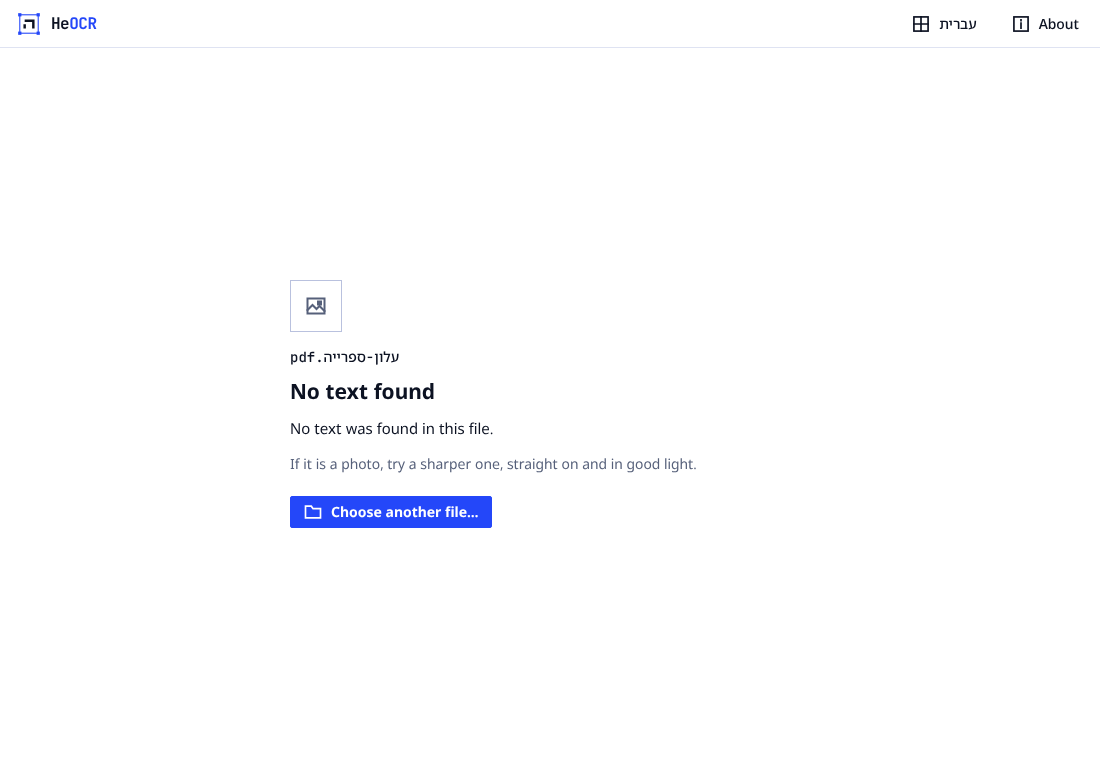 HeOCR
עברית
About
עלון-ספרייה.pdf
No text found
No text was found in this file.
If it is a photo, try a sharper one, straight on and in good light.
Choose another file...